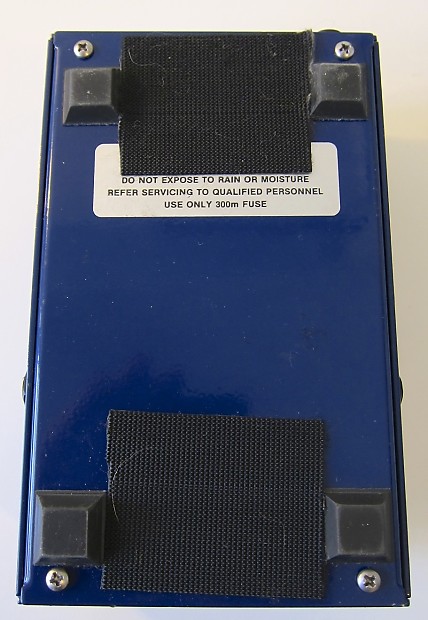 DO NOT EXPOSE TO RAIN OR MOISTURE
REFER SERVICING TO QUALIFIED PERSONNEL
USE ONLY 300m FUSE